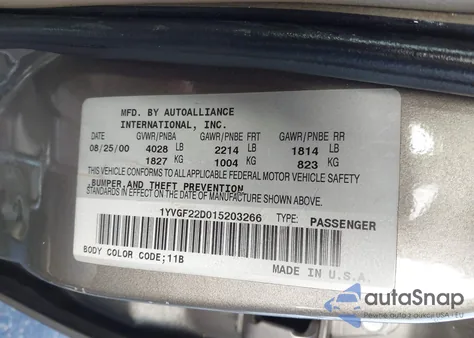 MFD. BY AUTOALLIANCE
INTERNATIONAL, INC.
DATE GVWR/PNBA GAWR/PNBE FRT GAWR/PNBE RR
08/25/00 4028 LB 2214 LB 1814 LB
1827 KG 1004 KG 823 KG
THIS VEHICLE CONFORMS TO ALL APPLICABLE FEDERAL MOTOR VEHICLE SAFETY
BUMPER, AND THEFT PREVENTION
STANDARDS IN EFFECT ON THE DATE OF MANUFACTURE SHOWN ABOVE.
1YVGF22D015203266 TYPE: PASSENGER
BODY COLOR CODE;11B
MADE IN U.S.A.
autoSnap
Pewne auto z duszą